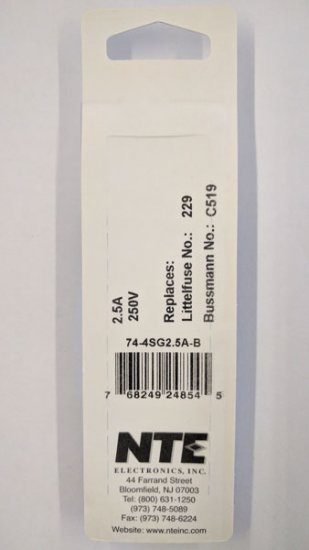 2.5A
250V
Replaces:
Littelfuse No.: 229
Bussmann No.: C519
74-4SG2.5A-B
7 68249 24854 5
NTE
ELECTRONICS, INC.
44 Farrand Street
Bloomfield, NJ 07003
Tel: (800) 631-1250
(973) 748-5089
Fax: (973) 748-6224
Website: www.nteinc.com